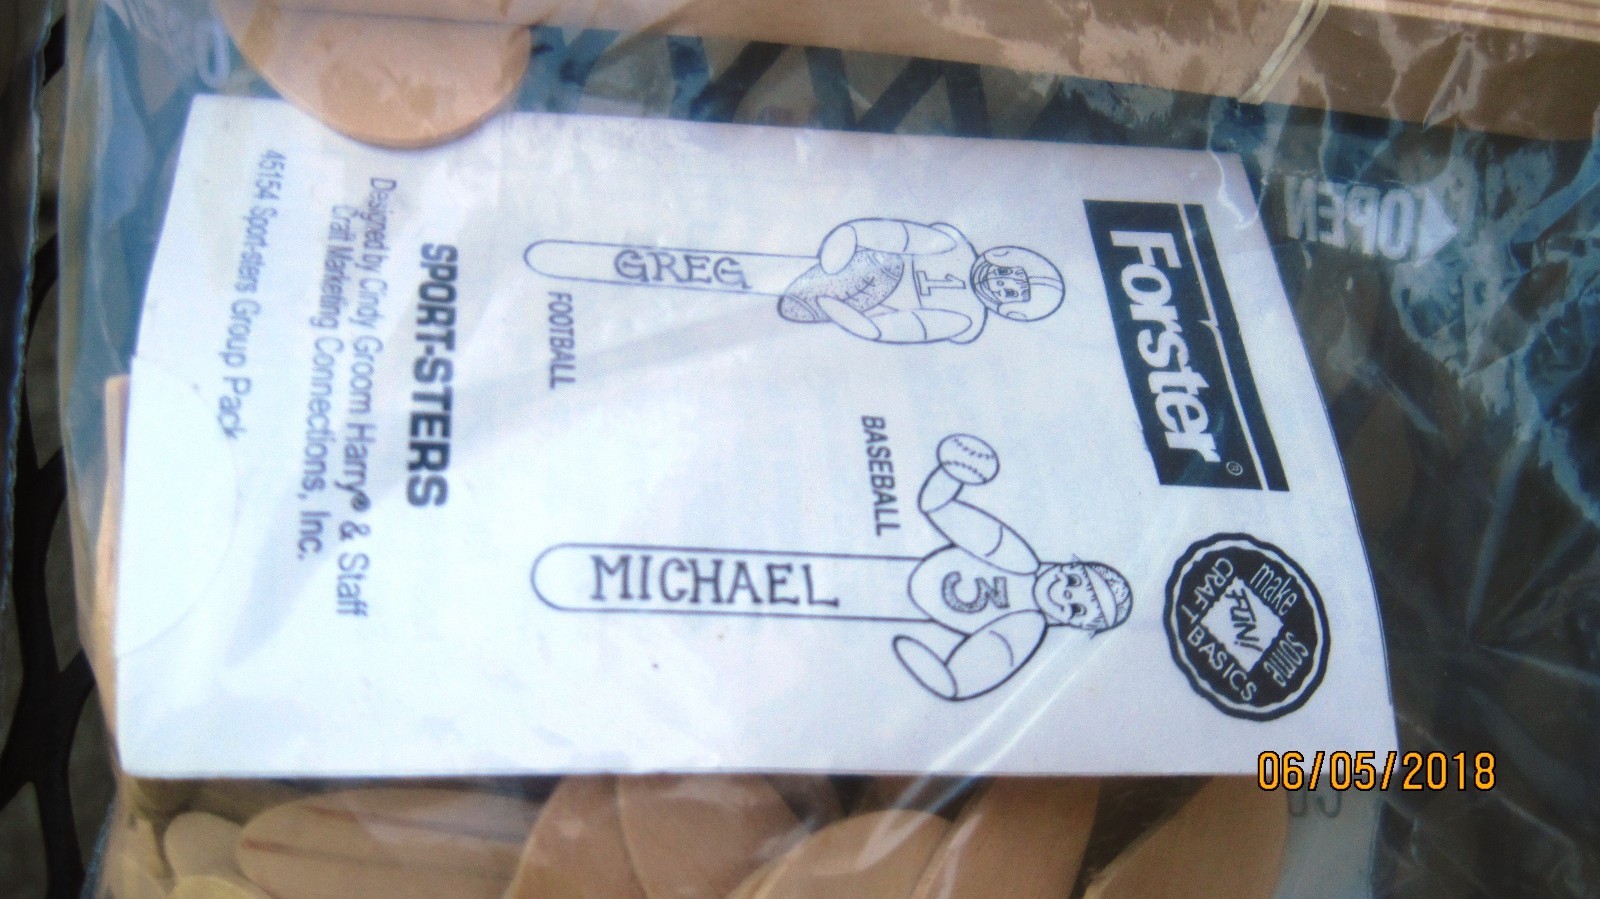 OPEN
Forster®
make
some
FUN!
CRAFT BASICS
1
GREG
FOOTBALL
BASEBALL
3
MICHAEL
SPORT-STERS
Designed by Cindy Groom Harry® & Staff
Craft Marketing Connections, Inc.
45154 Sport-sters Group Pack
06/05/2018